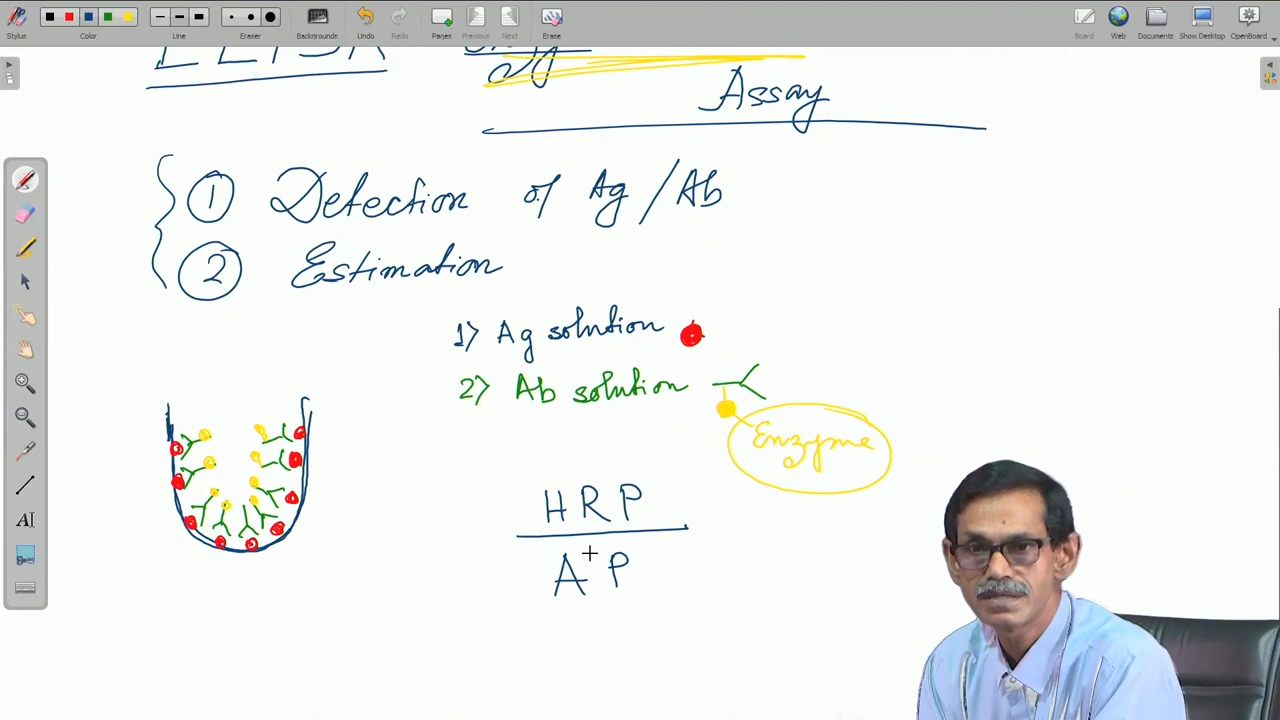 Stylus
Color
Line
Eraser
Backgrounds
Undo
Redo
Pages
Previous
Next
Erase
Board
Web
Documents
Show Desktop
OpenBoard
ELISA
Assay
1 Detection of Ag / Ab
2 Estimation
1) Ag solution
2) Ab solution
Enzyme
HRP
AP